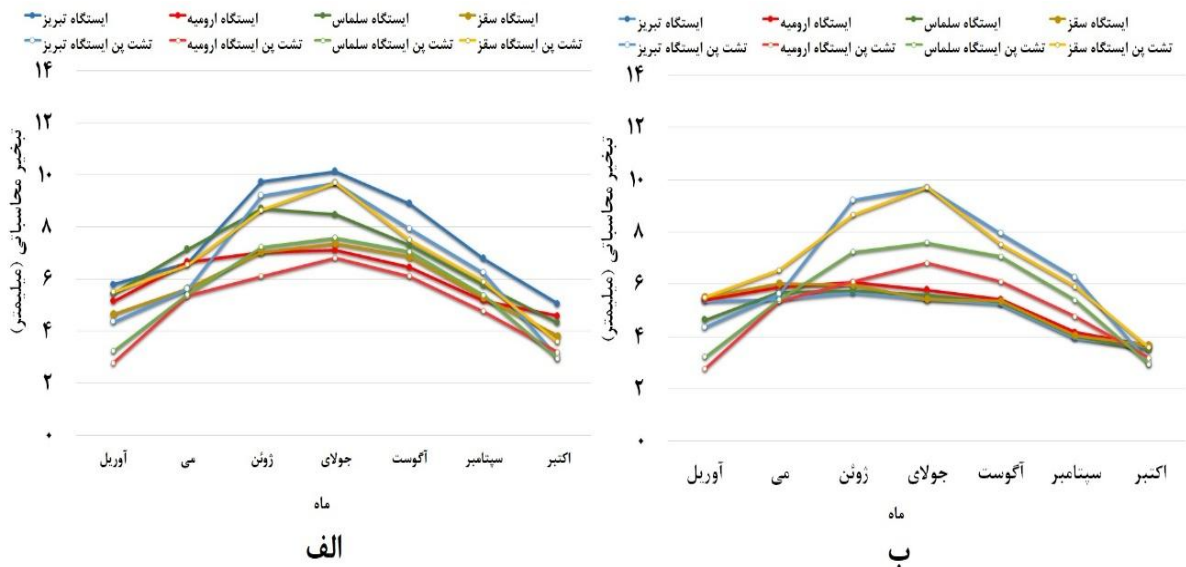 ایستگاه تبریز ایستگاه ارومیه ایستگاه سلماس ایستگاه سقز
تشت پن ایستگاه تبریز تشت پن ایستگاه ارومیه تشت پن ایستگاه سلماس تشت پن ایستگاه سقز
تبخیر محاسباتی (میلیمتر)
۱۴
۱۲
۱۰
۸
۶
۴
۲
۰
آوریل می ژوئن جولای آگوست سپتامبر اکتبر
ماه
الف
ایستگاه تبریز ایستگاه ارومیه ایستگاه سلماس ایستگاه سقز
تشت پن ایستگاه تبریز تشت پن ایستگاه ارومیه تشت پن ایستگاه سلماس تشت پن ایستگاه سقز
تبخیر محاسباتی (میلیمتر)
۱۴
۱۲
۱۰
۸
۶
۴
۲
۰
آوریل می ژوئن جولای آگوست سپتامبر اکتبر
ماه
ب